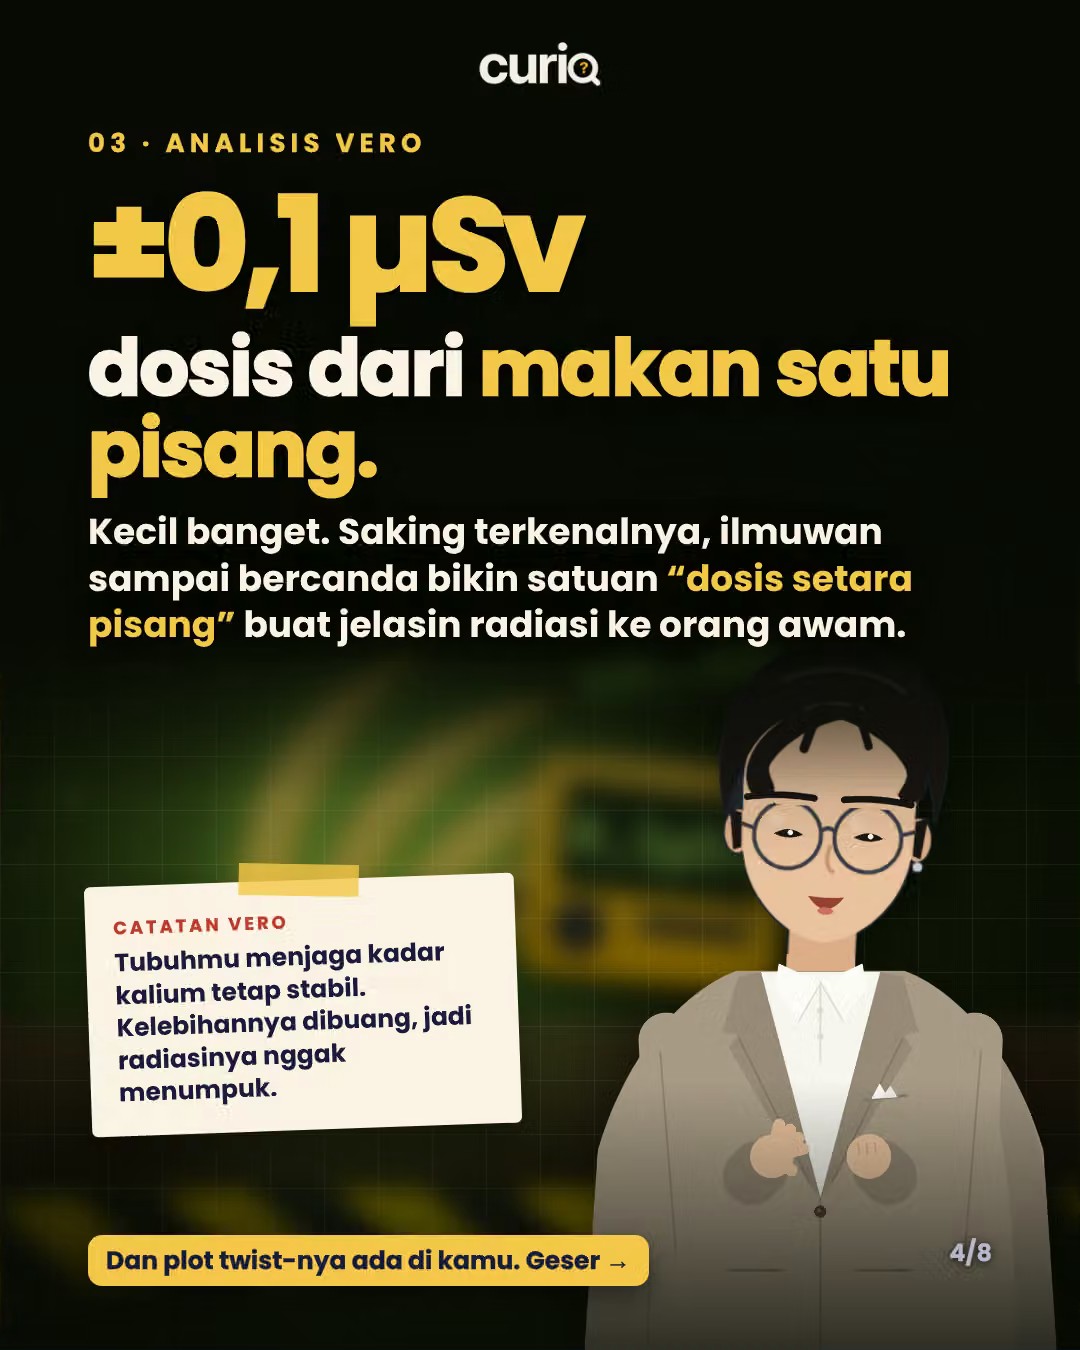 curio
03 · ANALISIS VERO
±0,1 µSv
dosis dari makan satu
pisang.
Kecil banget. Saking terkenalnya, ilmuwan
sampai bercanda bikin satuan “dosis setara
pisang” buat jelasin radiasi ke orang awam.
CATATAN VERO
Tubuhmu menjaga kadar
kalium tetap stabil.
Kelebihannya dibuang, jadi
radiasinya nggak
menumpuk.
Dan plot twist-nya ada di kamu. Geser →
4/8